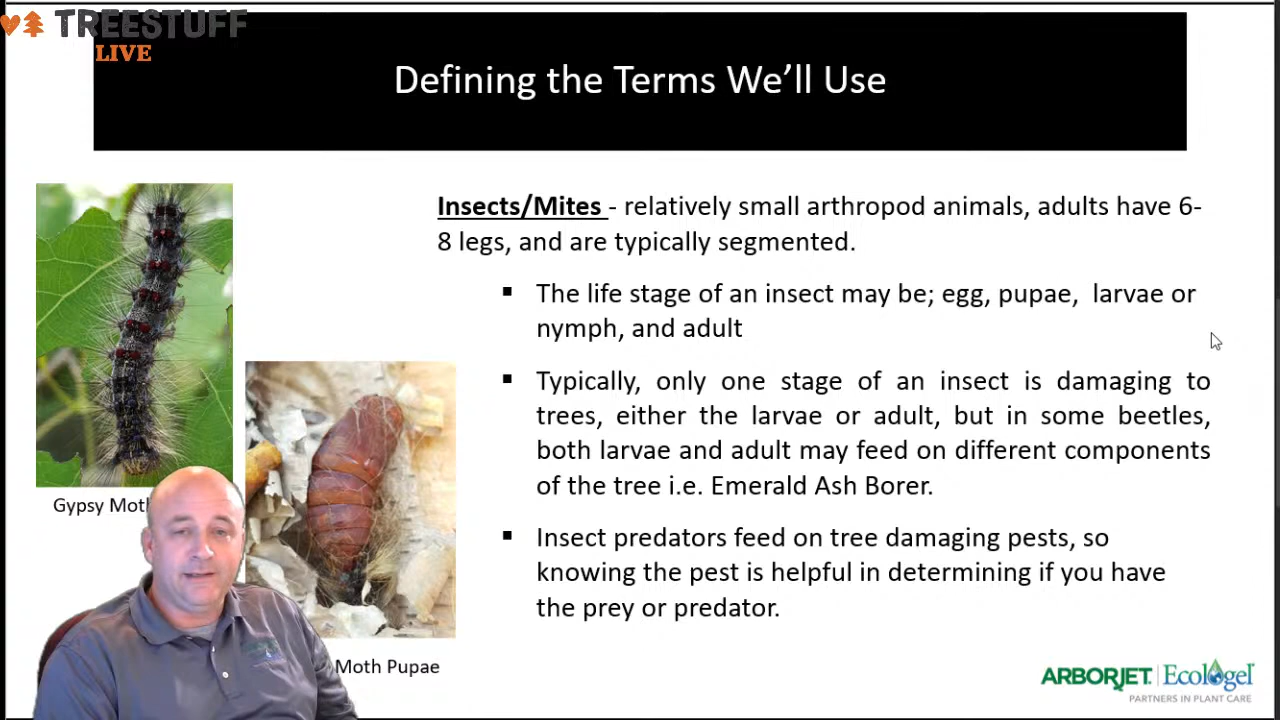 TREESTUFF
LIVE
Defining the Terms We'll Use
Insects/Mites - relatively small arthropod animals, adults have 6-
8 legs, and are typically segmented.
▪ The life stage of an insect may be; egg, pupae, larvae or
nymph, and adult
▪ Typically, only one stage of an insect is damaging to
trees, either the larvae or adult, but in some beetles,
both larvae and adult may feed on different components
of the tree i.e. Emerald Ash Borer.
▪ Insect predators feed on tree damaging pests, so
knowing the pest is helpful in determining if you have
the prey or predator.
Gypsy
Moth Pupae
ARBORJET | Ecologel
PARTNERS IN PLANT CARE